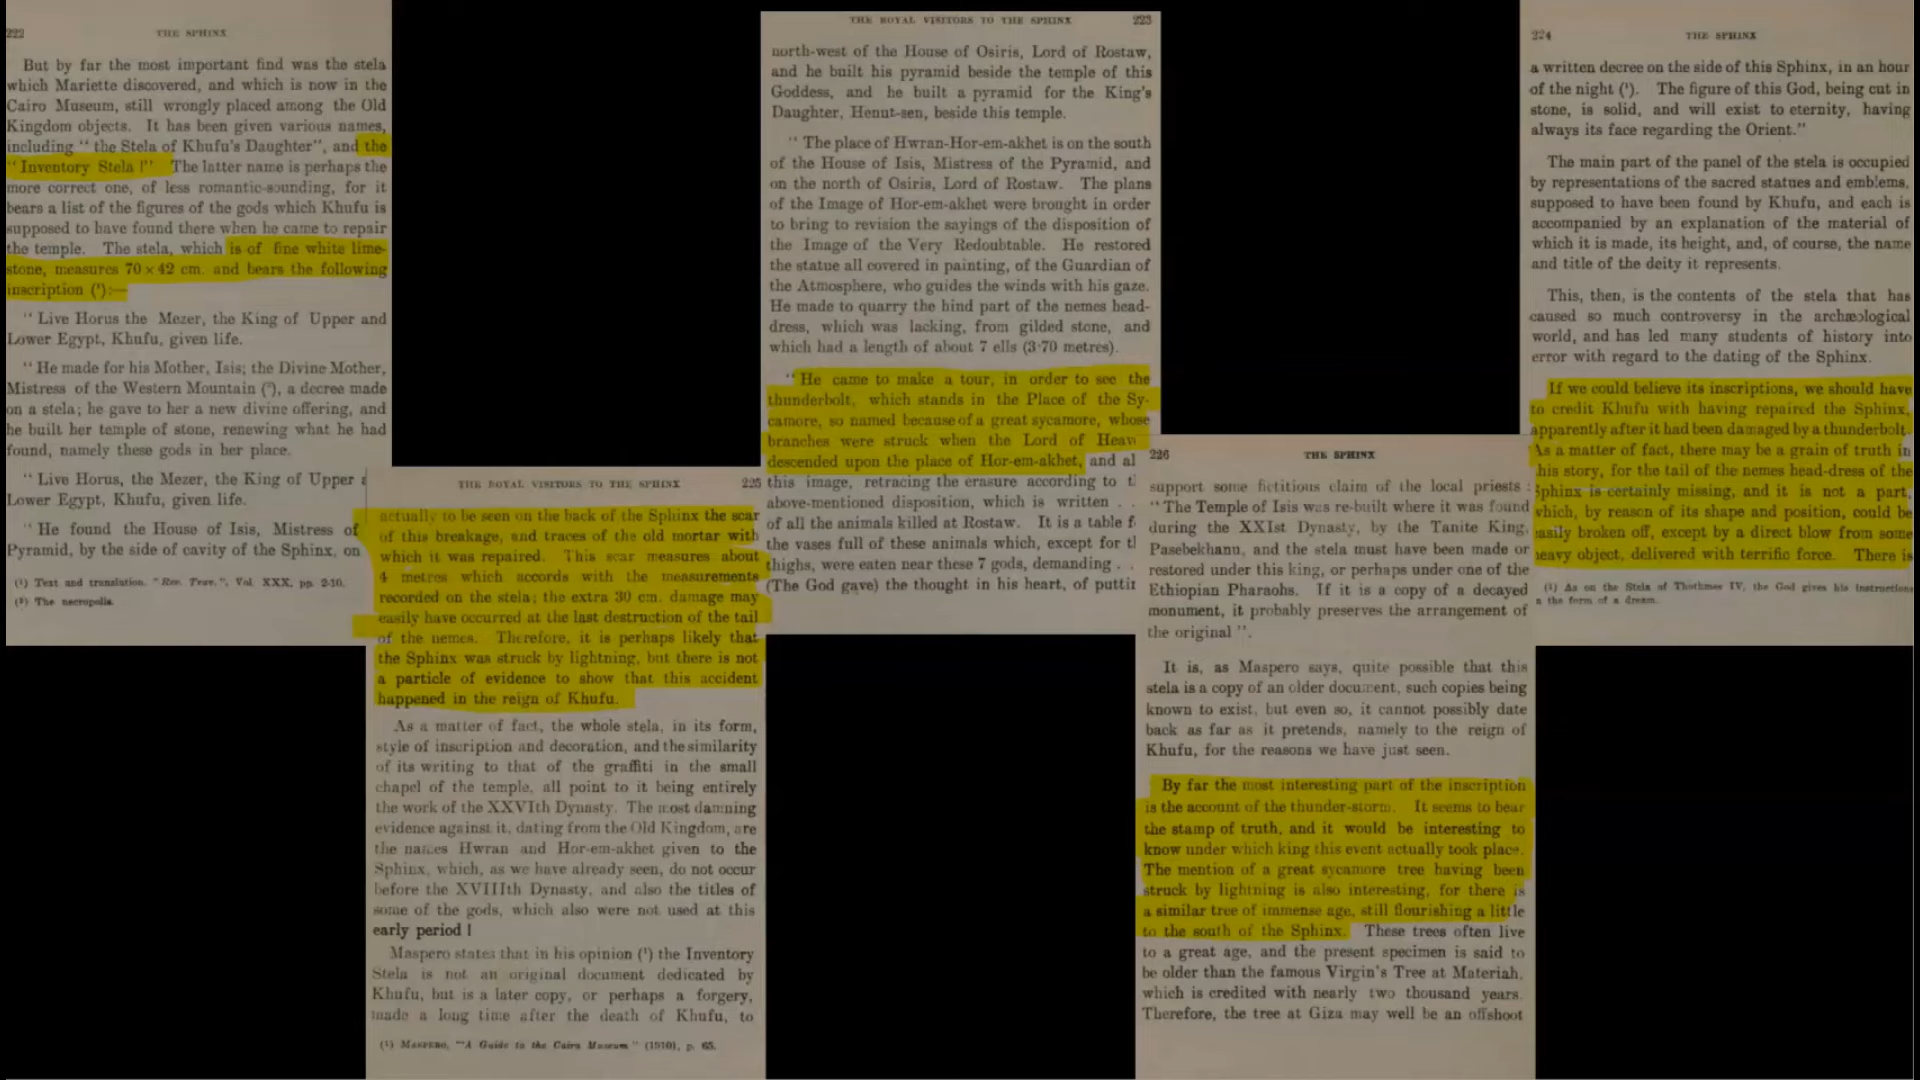 222
THE SPHINX
But by far the most important find was the stela
which Mariette discovered, and which is now in the
Cairo Museum, still wrongly placed among the Old
Kingdom objects. It has been given various names,
including " the Stela of Khufu's Daughter", and the
"Inventory Stela !" The latter name is perhaps the
more correct one, of less romantic-sounding, for it
bears a list of the figures of the gods which Khufu is
supposed to have found there when he came to repair
the temple. The stela, which is of fine white lime-
stone, measures 70 × 42 cm. and bears the following
inscription (¹):—
" Live Horus the Mezer, the King of Upper and
Lower Egypt, Khufu, given life.
" He made for his Mother, Isis; the Divine Mother,
Mistress of the Western Mountain (²), a decree made
on a stela; he gave to her a new divine offering, and
he built her temple of stone, renewing what he had
found, namely these gods in her place.
" Live Horus, the Mezer, the King of Upper
Lower Egypt, Khufu, given life.
" He found the House of Isis, Mistress of
Pyramid, by the side of cavity of the Sphinx, on
(¹) Text and translation. "Rev. Trav.", Vol. XXX, pp. 2-10.
(²) The necropolis.
THE ROYAL VISITORS TO THE SPHINX
223
north-west of the House of Osiris, Lord of Rostaw,
and he built his pyramid beside the temple of this
Goddess, and he built a pyramid for the King's
Daughter, Henut-sen, beside this temple.
" The place of Hwran-Hor-em-akhet is on the south
of the House of Isis, Mistress of the Pyramid, and
on the north of Osiris, Lord of Rostaw. The plans
of the Image of Hor-em-akhet were brought in order
to bring to revision the sayings of the disposition of
the Image of the Very Redoubtable. He restored
the statue all covered in painting, of the Guardian of
the Atmosphere, who guides the winds with his gaze.
He made to quarry the hind part of the nemes head-
dress, which was lacking, from gilded stone, and
which had a length of about 7 ells (3·70 metres).
" He came to make a tour, in order to see the
thunderbolt, which stands in the Place of the Sy-
camore, so named because of a great sycamore, whose
branches were struck when the Lord of Heav
descended upon the place of Hor-em-akhet, and al
this image, retracing the erasure according to t
above-mentioned disposition, which is written . .
of all the animals killed at Rostaw. It is a table f
the vases full of these animals which, except for t
thighs, were eaten near these 7 gods, demanding . .
(The God gave) the thought in his heart, of puttir
224
THE SPHINX
a written decree on the side of this Sphinx, in an hour
of the night (¹). The figure of this God, being cut in
stone, is solid, and will exist to eternity, having
always its face regarding the Orient."
The main part of the panel of the stela is occupied
by representations of the sacred statues and emblems,
supposed to have been found by Khufu, and each is
accompanied by an explanation of the material of
which it is made, its height, and, of course, the name
and title of the deity it represents.
This, then, is the contents of the stela that has
caused so much controversy in the archæological
world, and has led many students of history into
error with regard to the dating of the Sphinx.
If we could believe its inscriptions, we should have
to credit Khufu with having repaired the Sphinx,
apparently after it had been damaged by a thunderbolt.
As a matter of fact, there may be a grain of truth in
his story, for the tail of the nemes head-dress of the
Sphinx is certainly missing, and it is not a part,
which, by reason of its shape and position, could be
easily broken off, except by a direct blow from some
heavy object, delivered with terrific force. There is
(¹) As on the Stela of Thothmes IV, the God gives his instructions
n the form of a dream.
THE ROYAL VISITORS TO THE SPHINX
225
actually to be seen on the back of the Sphinx the scar
of this breakage, and traces of the old mortar with
which it was repaired. This scar measures about
4 metres which accords with the measurements
recorded on the stela; the extra 30 cm. damage may
easily have occurred at the last destruction of the tail
of the nemes. Therefore, it is perhaps likely that
the Sphinx was struck by lightning, but there is not
a particle of evidence to show that this accident
happened in the reign of Khufu.
As a matter of fact, the whole stela, in its form,
style of inscription and decoration, and the similarity
of its writing to that of the graffiti in the small
chapel of the temple, all point to it being entirely
the work of the XXVIth Dynasty. The most damning
evidence against it, dating from the Old Kingdom, are
the names Hwran and Hor-em-akhet given to the
Sphinx, which, as we have already seen, do not occur
before the XVIIIth Dynasty, and also the titles of
some of the gods, which also were not used at this
early period !
Maspero states that in his opinion (¹) the Inventory
Stela is not an original document dedicated by
Khufu, but is a later copy, or perhaps a forgery,
made a long time after the death of Khufu, to
(¹) MASPERO, "A Guide to the Cairo Museum" (1910), p. 65.
226
THE SPHINX
support some fictitious claim of the local priests :
" The Temple of Isis was re-built where it was found
during the XXIst Dynasty, by the Tanite King,
Pasebekhanu, and the stela must have been made or
restored under this king, or perhaps under one of the
Ethiopian Pharaohs. If it is a copy of a decayed
monument, it probably preserves the arrangement of
the original ".
It is, as Maspero says, quite possible that this
stela is a copy of an older document, such copies being
known to exist, but even so, it cannot possibly date
back as far as it pretends, namely to the reign of
Khufu, for the reasons we have just seen.
By far the most interesting part of the inscription
is the account of the thunder-storm. It seems to bear
the stamp of truth, and it would be interesting to
know under which king this event actually took place.
The mention of a great sycamore tree having been
struck by lightning is also interesting, for there is
a similar tree of immense age, still flourishing a little
to the south of the Sphinx. These trees often live
to a great age, and the present specimen is said to
be older than the famous Virgin's Tree at Materiah,
which is credited with nearly two thousand years.
Therefore, the tree at Giza may well be an offshoot